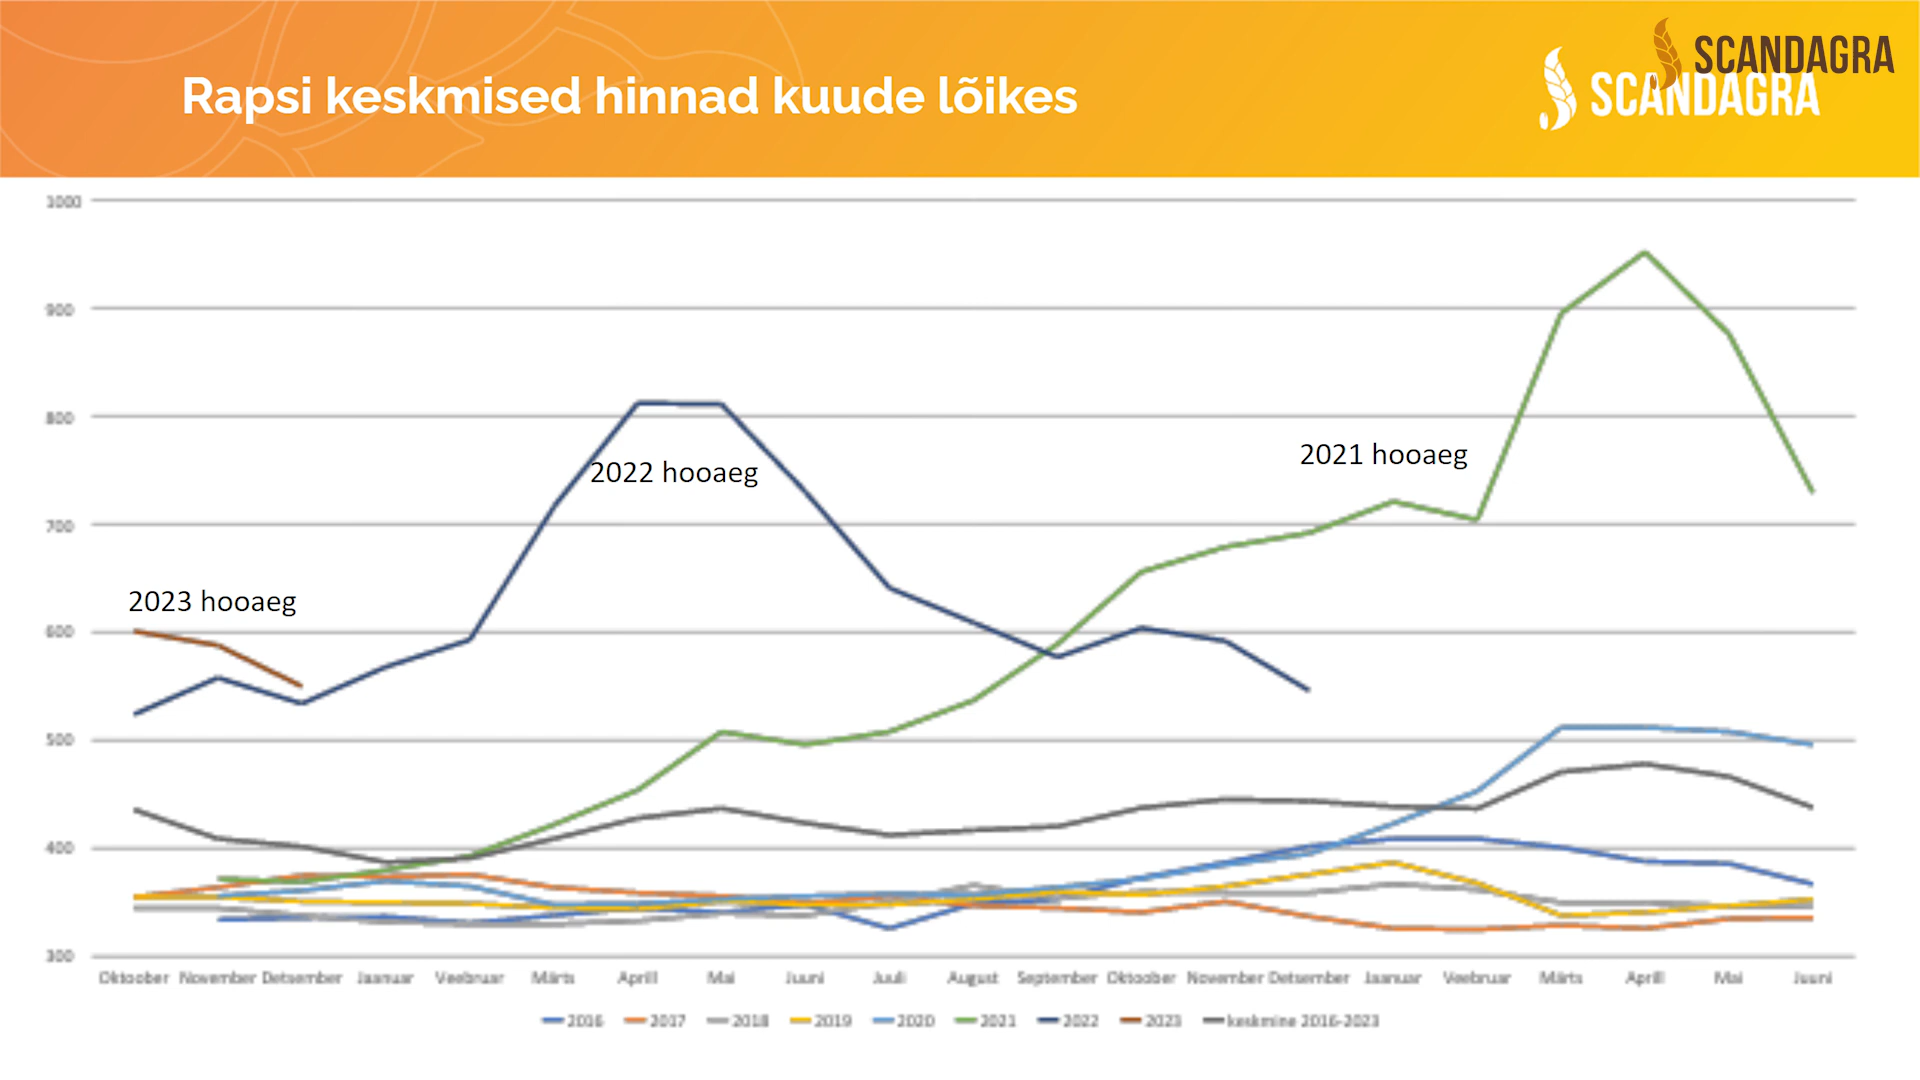 SCANDAGRA
Rapsi keskmised hinnad kuude lõikes
SCANDAGRA
1000
900
800
2021 hooaeg
2022 hooaeg
700
2023 hooaeg
600
500
400
300
Oktoober November Detsember Jaanuar Veebruar Märts Aprill Mai Juuni Juuli August September Oktoober November Detsember Jaanuar Veebruar Märts Aprill Mai Juuni
2016 2017 2018 2019 2020 2021 2022 2023 keskmine 2016-2023